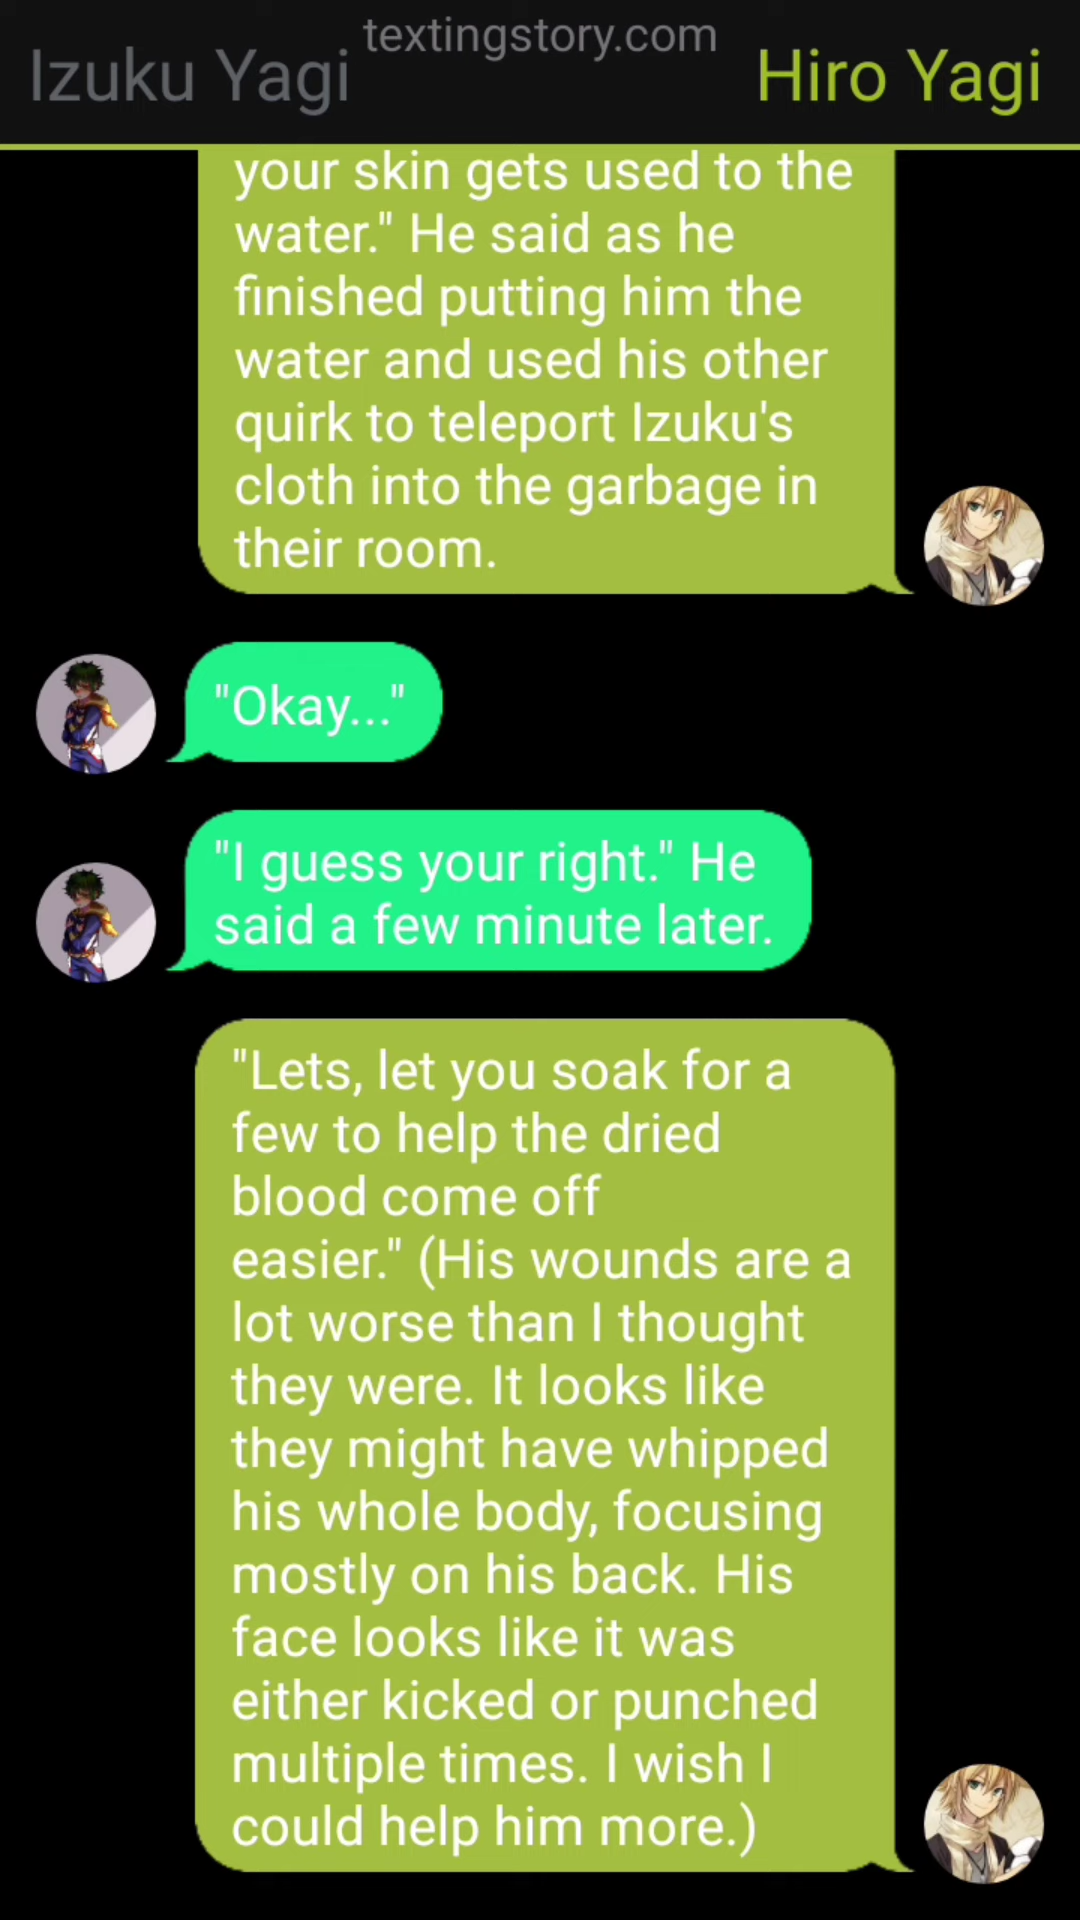 textingstory.com
Izuku Yagi
Hiro Yagi
your skin gets used to the
water." He said as he
finished putting him the
water and used his other
quirk to teleport Izuku's
cloth into the garbage in
their room.
"Okay..."
"I guess your right." He
said a few minute later.
"Lets, let you soak for a
few to help the dried
blood come off
easier." (His wounds are a
lot worse than I thought
they were. It looks like
they might have whipped
his whole body, focusing
mostly on his back. His
face looks like it was
either kicked or punched
multiple times. I wish I
could help him more.)